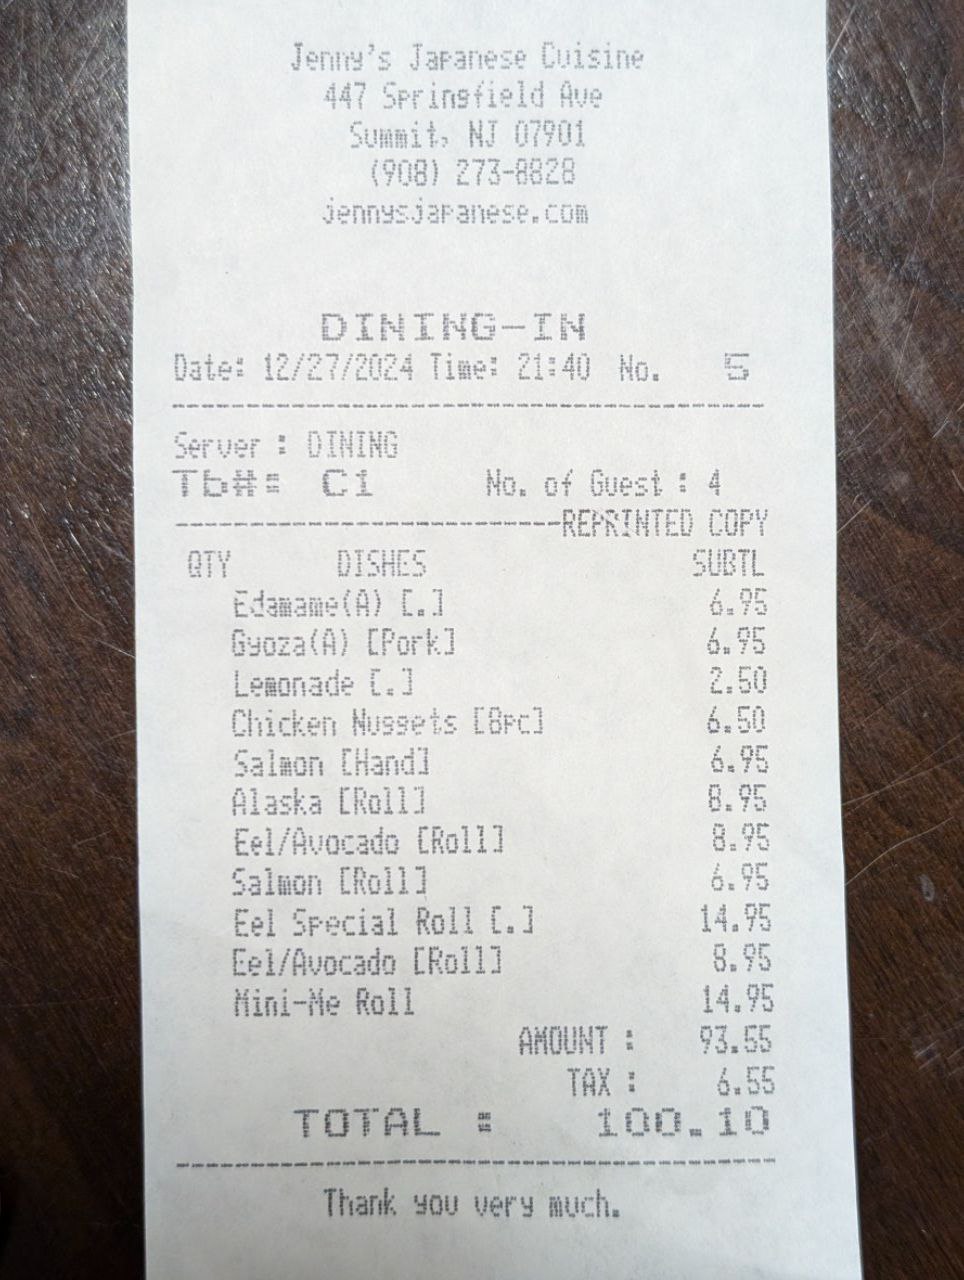 Jenny's Japanese Cuisine
447 Springfield Ave
Summit, NJ 07901
(908) 273-8828
jennysjapanese.com
DINING-IN
Date: 12/27/2024 Time: 21:40 No. 5
Server : DINING
Tb#: C1 No. of Guest : 4
REPRINTED COPY
QTY DISHES SUBTL
Edamame(A) [.] 6.95
Gyoza(A) [Pork] 6.95
Lemonade [.] 2.50
Chicken Nuggets [8pc] 6.50
Salmon [Hand] 6.95
Alaska [Roll] 8.95
Eel/Avocado [Roll] 8.95
Salmon [Roll] 6.95
Eel Special Roll [.] 14.95
Eel/Avocado [Roll] 8.95
Mini-Me Roll 14.95
AMOUNT : 93.55
TAX : 6.55
TOTAL : 100.10
Thank you very much.